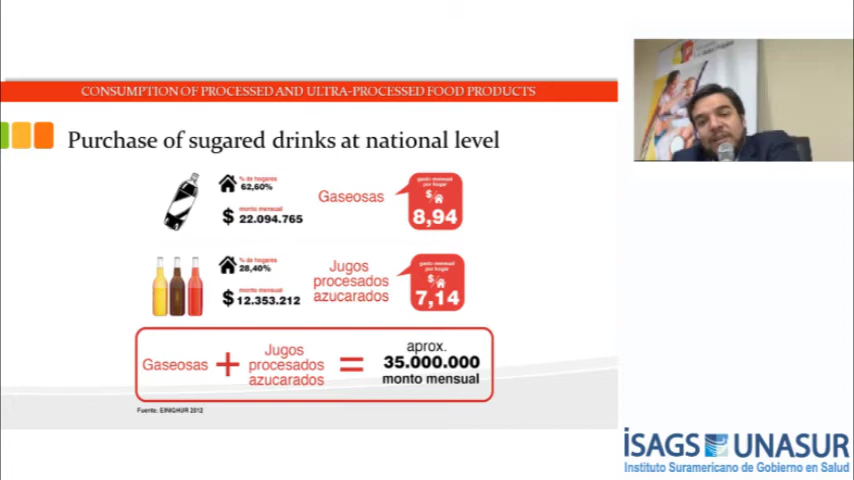 CONSUMPTION OF PROCESSED AND ULTRA-PROCESSED FOOD PRODUCTS
Purchase of sugared drinks at national level
% de hogares
62,60%
monto mensual
$ 22.094.765
Gaseosas
gasto mensual
por hogar
$/
8,94
% de hogares
28,40%
monto mensual
$ 12.353.212
Jugos
procesados
azucarados
gasto mensual
por hogar
$/
7,14
Gaseosas + Jugos procesados azucarados =
aprox.
35.000.000
monto mensual
Fuente: ENIGHUR 2012
ISAGS UNASUR
Instituto Suramericano de Gobierno en Salud